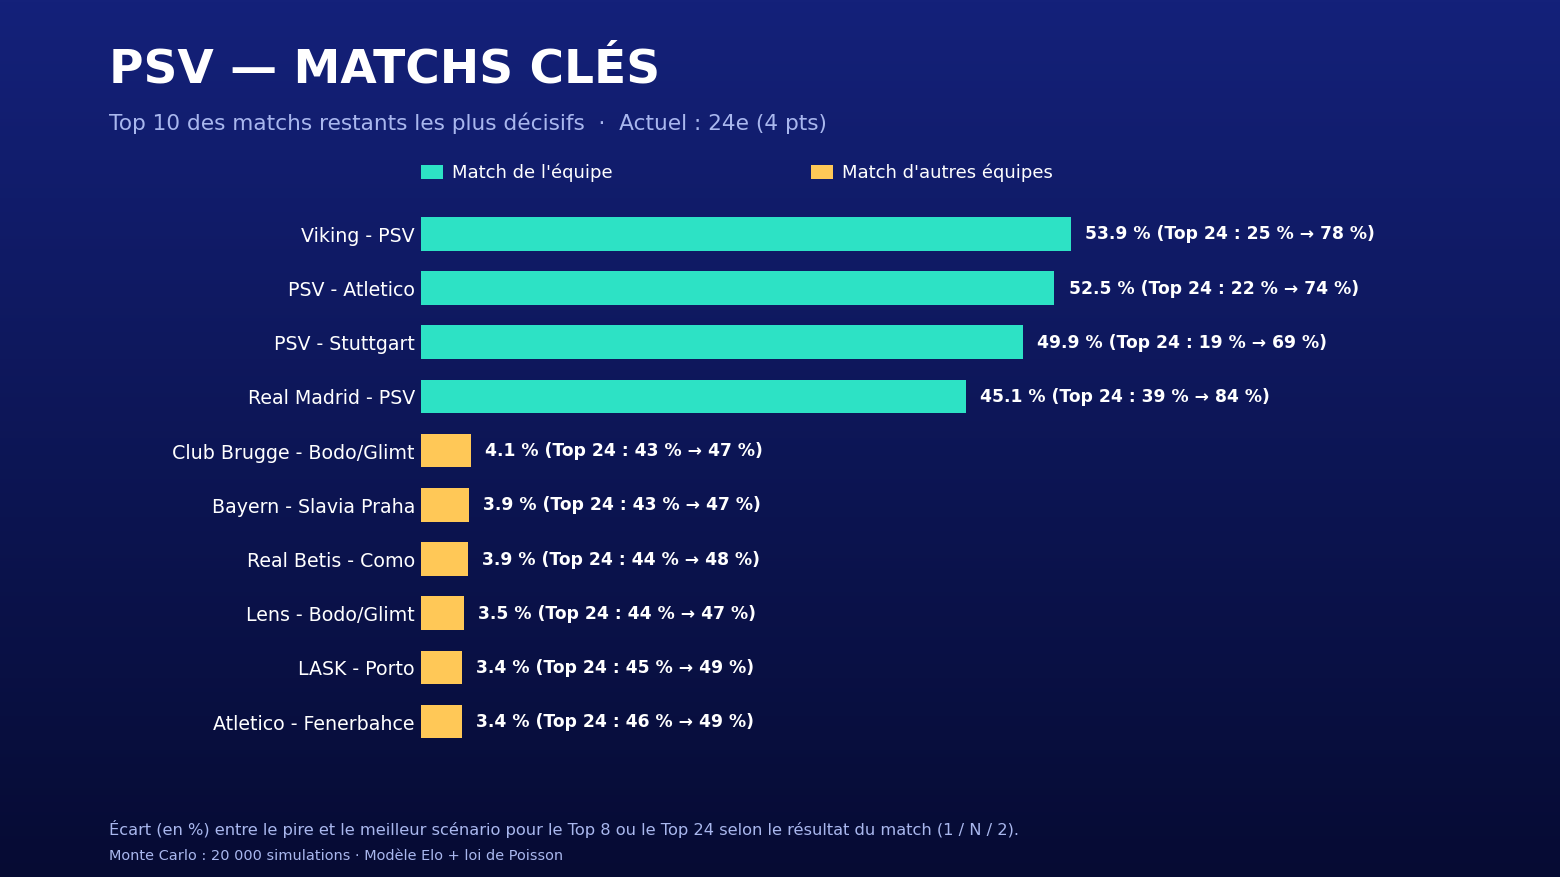 PSV — MATCHS CLÉS
Top 10 des matchs restants les plus décisifs · Actuel : 24e (4 pts)
Match de l'équipe
Match d'autres équipes
Viking - PSV 53.9 % (Top 24 : 25 % → 78 %)
PSV - Atletico 52.5 % (Top 24 : 22 % → 74 %)
PSV - Stuttgart 49.9 % (Top 24 : 19 % → 69 %)
Real Madrid - PSV 45.1 % (Top 24 : 39 % → 84 %)
Club Brugge - Bodo/Glimt 4.1 % (Top 24 : 43 % → 47 %)
Bayern - Slavia Praha 3.9 % (Top 24 : 43 % → 47 %)
Real Betis - Como 3.9 % (Top 24 : 44 % → 48 %)
Lens - Bodo/Glimt 3.5 % (Top 24 : 44 % → 47 %)
LASK - Porto 3.4 % (Top 24 : 45 % → 49 %)
Atletico - Fenerbahce 3.4 % (Top 24 : 46 % → 49 %)
Écart (en %) entre le pire et le meilleur scénario pour le Top 8 ou le Top 24 selon le résultat du match (1 / N / 2).
Monte Carlo : 20 000 simulations · Modèle Elo + loi de Poisson